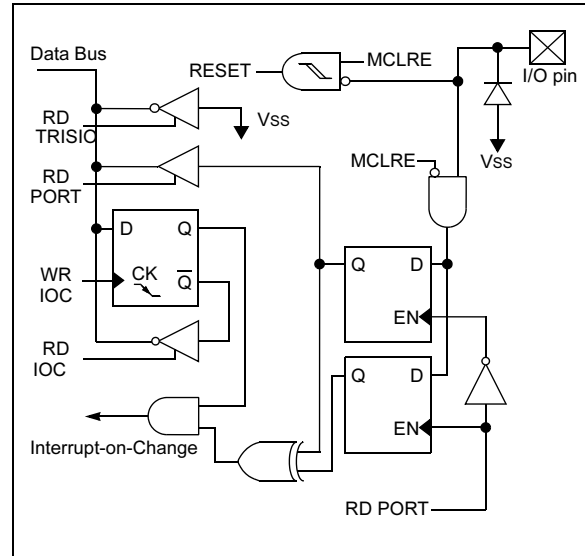 Data Bus
MCLRE
RESET
I/O pin
RD
TRISIO
VSS
VSS
RD
PORT
MCLRE
D
Q
CK
Q
WR
IOC
Q
D
EN
RD
IOC
Q
D
EN
Interrupt-on-Change
RD PORT